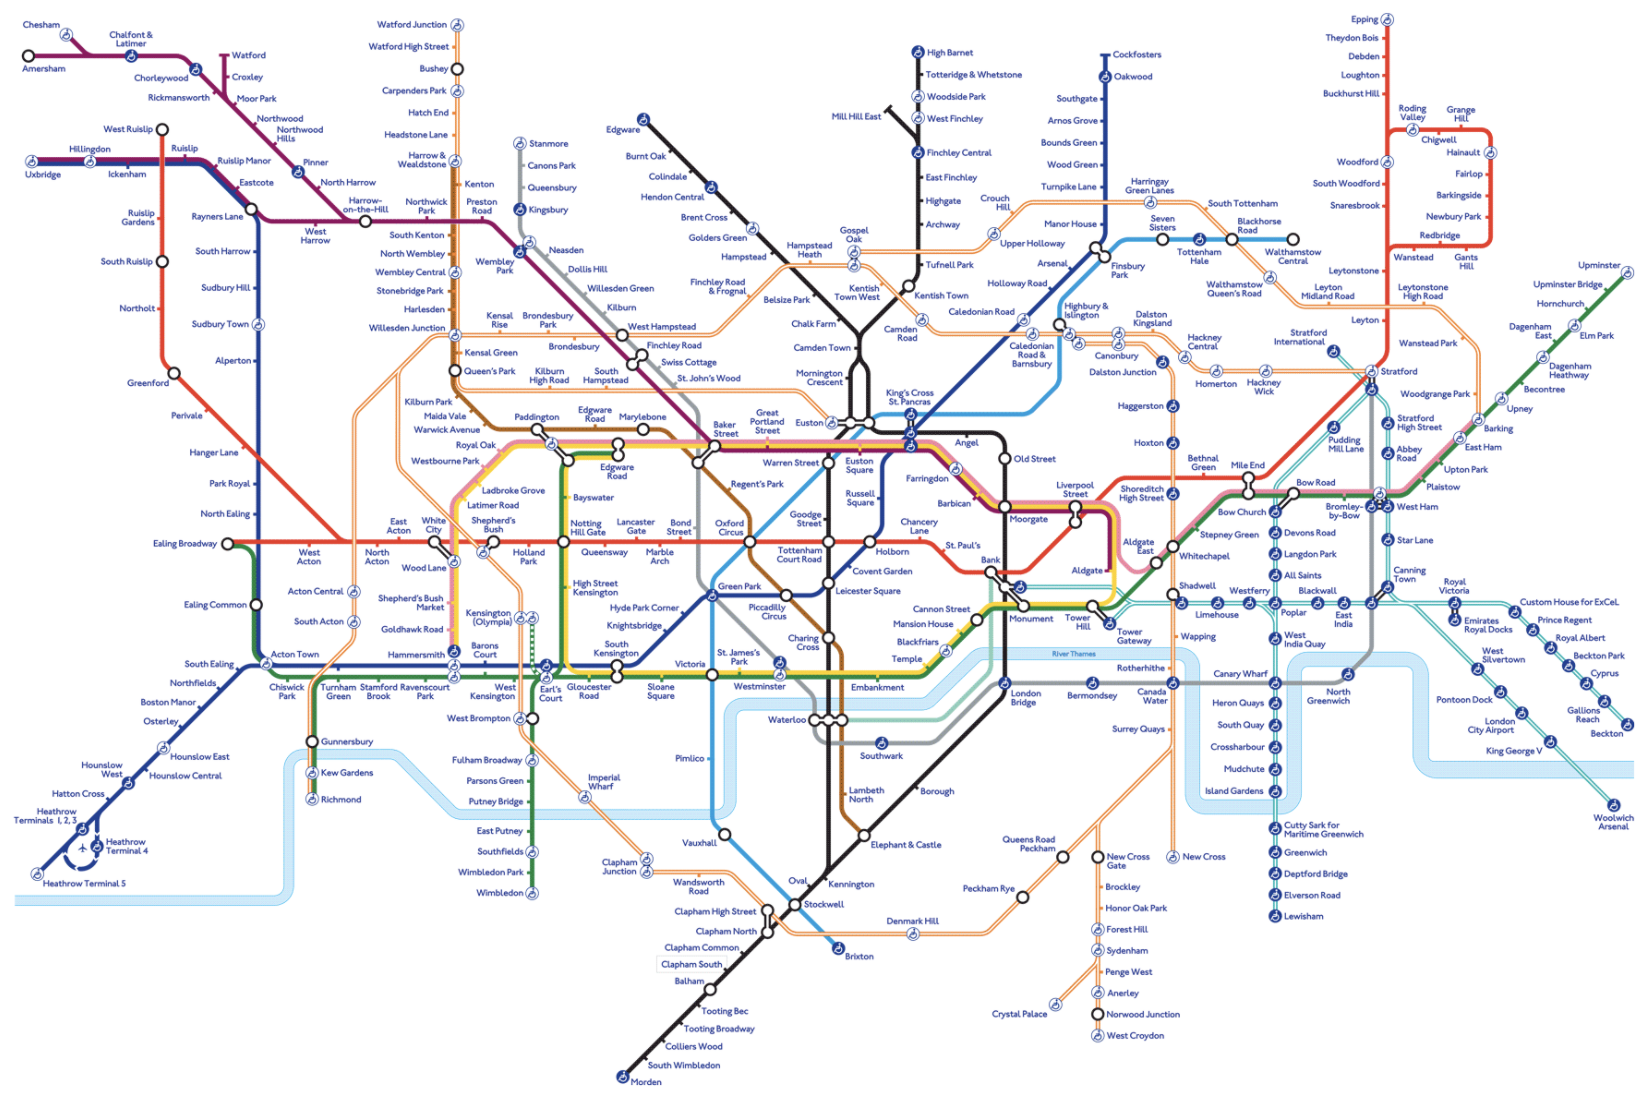 Chesham
Chalfont &
Latimer
Amersham
Chorleywood
Rickmansworth
Watford
Croxley
Moor Park
Northwood
Northwood
Hills
Pinner
North Harrow
Harrow-
on-the-Hill
West Ruislip
Hillingdon
Uxbridge
Ickenham
Ruislip
Ruislip Manor
Eastcote
Rayners Lane
West
Harrow
Northwick
Park
Preston
Road
Ruislip
Gardens
South Ruislip
Northolt
Greenford
Perivale
Hanger Lane
South Harrow
Sudbury Hill
Sudbury Town
Alperton
Park Royal
North Ealing
Ealing Broadway
Ealing Common
West
Acton
North
Acton
East
Acton
White
City
Watford Junction
Watford High Street
Bushey
Carpenders Park
Hatch End
Headstone Lane
Harrow &
Wealdstone
Kenton
South Kenton
North Wembley
Wembley Central
Stonebridge Park
Harlesden
Willesden Junction
Kensal Green
Queen's Park
Kilburn Park
Maida Vale
Warwick Avenue
Stanmore
Canons Park
Queensbury
Kingsbury
Wembley
Park
Neasden
Dollis Hill
Willesden Green
Kilburn
West Hampstead
Finchley Road
Swiss Cottage
St. John's Wood
Kensal
Rise
Brondesbury
Park
Brondesbury
Kilburn
High Road
South
Hampstead
Finchley Road
& Frognal
Hampstead
Heath
Gospel
Oak
Edgware
Burnt Oak
Colindale
Hendon Central
Brent Cross
Golders Green
Hampstead
Belsize Park
Chalk Farm
Camden Town
Mornington
Crescent
Euston
High Barnet
Totteridge & Whetstone
Woodside Park
West Finchley
Mill Hill East
Finchley Central
East Finchley
Highgate
Archway
Tufnell Park
Kentish Town
Kentish
Town West
Camden
Road
Cockfosters
Oakwood
Southgate
Arnos Grove
Bounds Green
Wood Green
Turnpike Lane
Manor House
Finsbury
Park
Arsenal
Holloway Road
Caledonian Road
King's Cross
St. Pancras
Crouch
Hill
Upper Holloway
Harringay
Green Lanes
South Tottenham
Seven
Sisters
Tottenham
Hale
Blackhorse
Road
Walthamstow
Central
Walthamstow
Queen's Road
Leyton
Midland Road
Leytonstone
High Road
Wanstead Park
Woodgrange Park
Highbury &
Islington
Caledonian
Road &
Barnsbury
Canonbury
Dalston
Kingsland
Dalston Junction
Hackney
Central
Homerton
Hackney
Wick
Haggerston
Hoxton
Shoreditch
High Street
Epping
Theydon Bois
Debden
Loughton
Buckhurst Hill
Roding
Valley
Chigwell
Grange
Hill
Hainault
Fairlop
Barkingside
Newbury Park
Gants
Hill
Redbridge
Wanstead
Woodford
South Woodford
Snaresbrook
Leytonstone
Leyton
Stratford
Stratford
International
Stratford
High Street
Pudding
Mill Lane
Abbey
Road
West Ham
Star Lane
Canning
Town
Upminster
Upminster Bridge
Hornchurch
Elm Park
Dagenham
East
Dagenham
Heathway
Becontree
Upney
Barking
East Ham
Upton Park
Plaistow
Bromley-
by-Bow
Bow Road
Bow Church
Mile End
Bethnal
Green
Stepney Green
Whitechapel
Aldgate
East
Aldgate
Liverpool
Street
Moorgate
Barbican
Farringdon
Euston
Square
Great
Portland
Street
Baker
Street
Marylebone
Edgware
Road
Paddington
Edgware
Road
Royal Oak
Westbourne Park
Ladbroke Grove
Latimer Road
Bayswater
Notting
Hill Gate
Shepherd's
Bush
Holland
Park
Queensway
Lancaster
Gate
Marble
Arch
Bond
Street
Oxford
Circus
Regent's Park
Warren Street
Goodge
Street
Tottenham
Court Road
Russell
Square
Holborn
Chancery
Lane
St. Paul's
Bank
Angel
Old Street
Covent Garden
Leicester Square
Piccadilly
Circus
Green Park
Hyde Park Corner
Knightsbridge
South
Kensington
High Street
Kensington
Wood Lane
Shepherd's Bush
Market
Goldhawk Road
Hammersmith
Kensington
(Olympia)
Barons
Court
Earl's
Court
Gloucester
Road
Sloane
Square
Victoria
St. James's
Park
Westminster
Embankment
Charing
Cross
Temple
Blackfriars
Mansion House
Cannon Street
Monument
Tower
Hill
Tower
Gateway
Shadwell
Limehouse
Westferry
Poplar
Blackwall
East
India
Devons Road
Langdon Park
All Saints
West
India Quay
Canary Wharf
Heron Quays
South Quay
Crossharbour
Mudchute
Island Gardens
Cutty Sark for
Maritime Greenwich
Greenwich
Deptford Bridge
Elverson Road
Lewisham
Royal
Victoria
Emirates
Royal Docks
Custom House for ExCeL
Prince Regent
Royal Albert
Beckton Park
Cyprus
Gallions
Reach
Beckton
West
Silvertown
Pontoon Dock
London
City Airport
King George V
Woolwich
Arsenal
North
Greenwich
River Thames
Wapping
Rotherhithe
Canada
Water
Bermondsey
London
Bridge
Southwark
Waterloo
Surrey Quays
New Cross
New Cross
Gate
Queens Road
Peckham
Peckham Rye
Denmark Hill
Brockley
Honor Oak Park
Forest Hill
Sydenham
Penge West
Anerley
Crystal Palace
Norwood Junction
West Croydon
Acton Central
South Acton
Acton Town
South Ealing
Northfields
Boston Manor
Osterley
Hounslow East
Hounslow Central
Hounslow
West
Hatton Cross
Heathrow
Terminals 1, 2, 3
Heathrow
Terminal 4
Heathrow Terminal 5
Chiswick
Park
Turnham
Green
Stamford
Brook
Ravenscourt
Park
West
Kensington
Gunnersbury
Kew Gardens
Richmond
West Brompton
Fulham Broadway
Parsons Green
Putney Bridge
East Putney
Southfields
Wimbledon Park
Wimbledon
Imperial
Wharf
Clapham
Junction
Wandsworth
Road
Pimlico
Vauxhall
Lambeth
North
Elephant & Castle
Borough
Kennington
Oval
Stockwell
Brixton
Clapham High Street
Clapham North
Clapham Common
Clapham South
Balham
Tooting Bec
Tooting Broadway
Colliers Wood
South Wimbledon
Morden